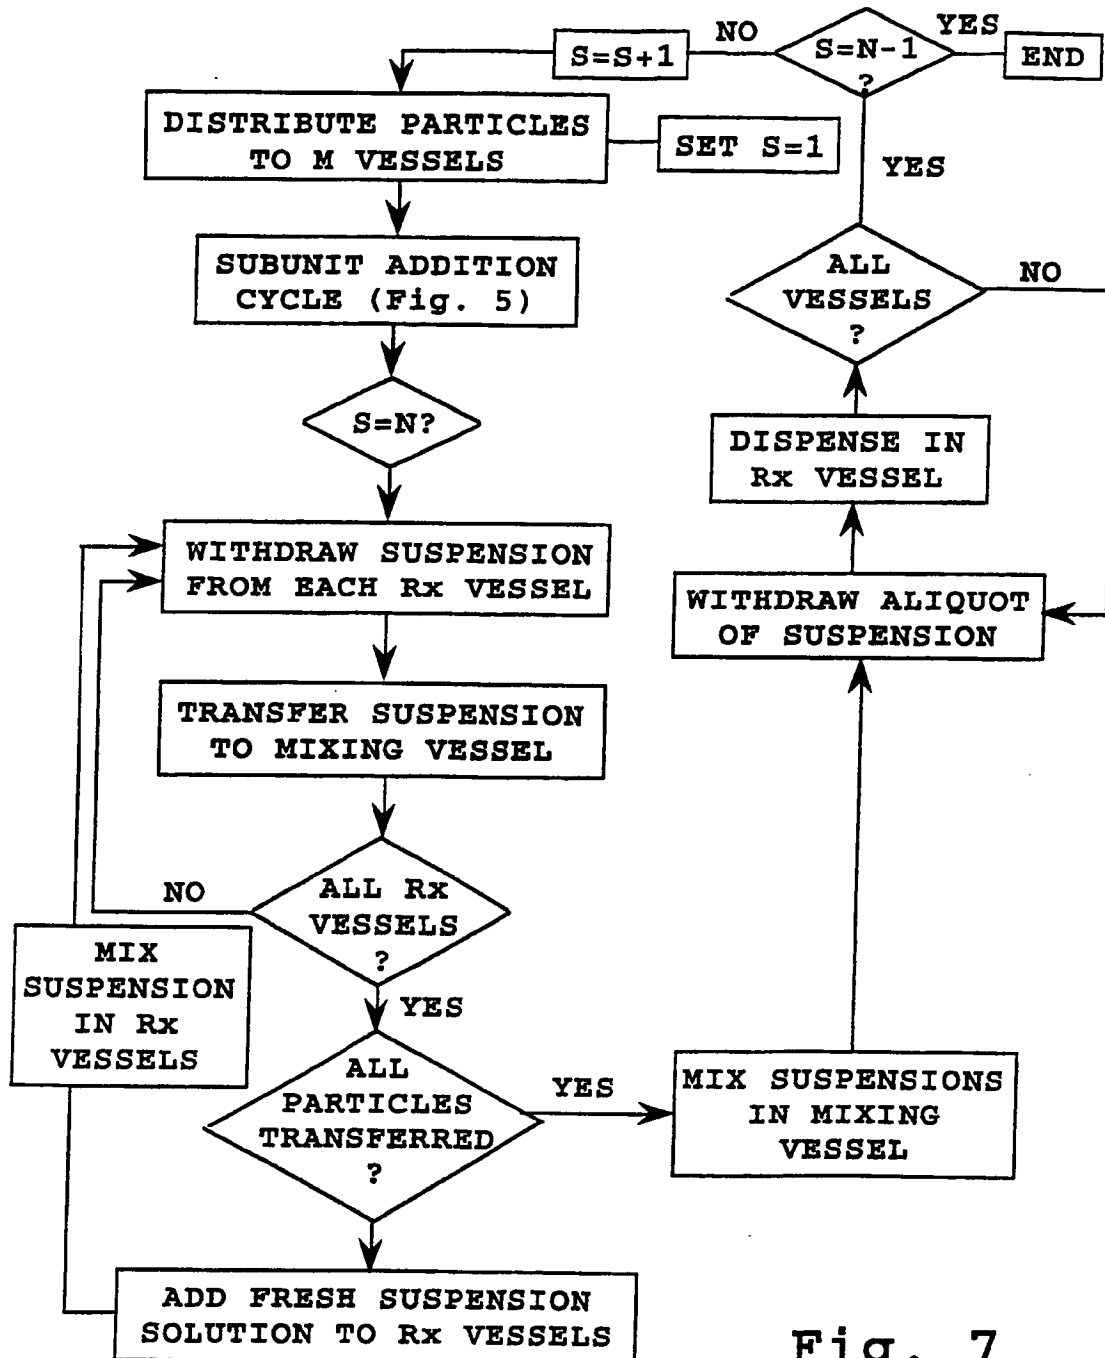 NO
YES
S=S+1
S=N-1
?
END
DISTRIBUTE PARTICLES
TO M VESSELS
SET S=1
YES
SUBUNIT ADDITION
CYCLE (Fig. 5)
ALL
VESSELS
?
NO
S=N?
DISPENSE IN
Rx VESSEL
WITHDRAW SUSPENSION
FROM EACH Rx VESSEL
WITHDRAW ALIQUOT
OF SUSPENSION
TRANSFER SUSPENSION
TO MIXING VESSEL
NO
ALL Rx
VESSELS
?
MIX
SUSPENSION
IN Rx
VESSELS
YES
ALL
PARTICLES
TRANSFERRED
?
YES
MIX SUSPENSIONS
IN MIXING
VESSEL
ADD FRESH SUSPENSION
SOLUTION TO Rx VESSELS
Fig. 7